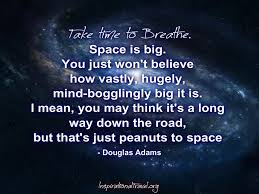 Take time to Breathe.
Space is big.
You just won't believe
how vastly, hugely,
mind-bogglingly big it is.
I mean, you may think it's a long
way down the road,
but that's just peanuts to space
- Douglas Adams